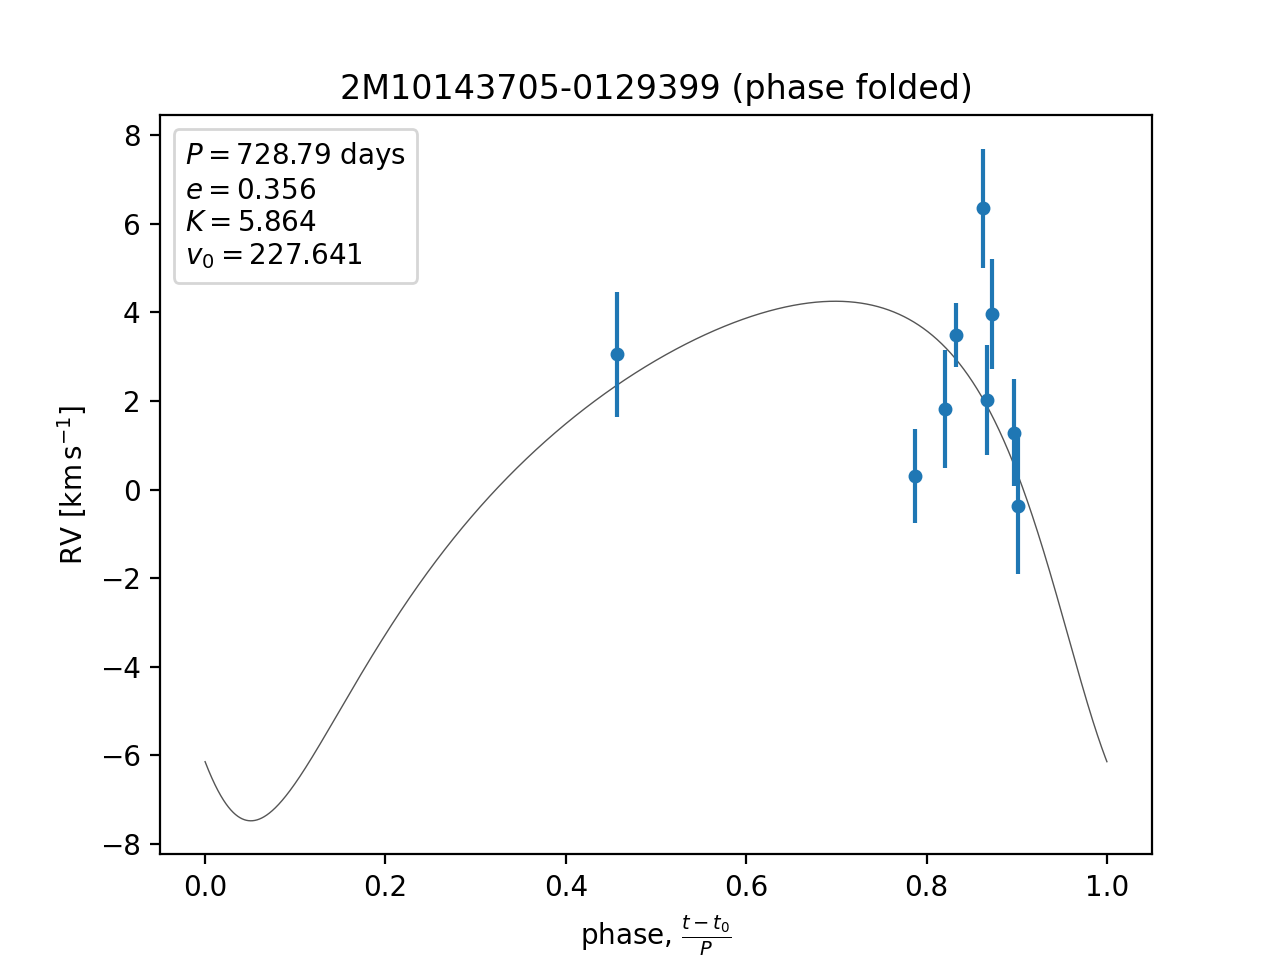 2M10143705-0129399 (phase folded)
P = 728.79 days
e = 0.356
K = 5.864
v₀ = 227.641
8
6
4
2
0
−2
−4
−6
−8
RV [km s⁻¹]
0.0 0.2 0.4 0.6 0.8 1.0
phase, (t − t₀)/P